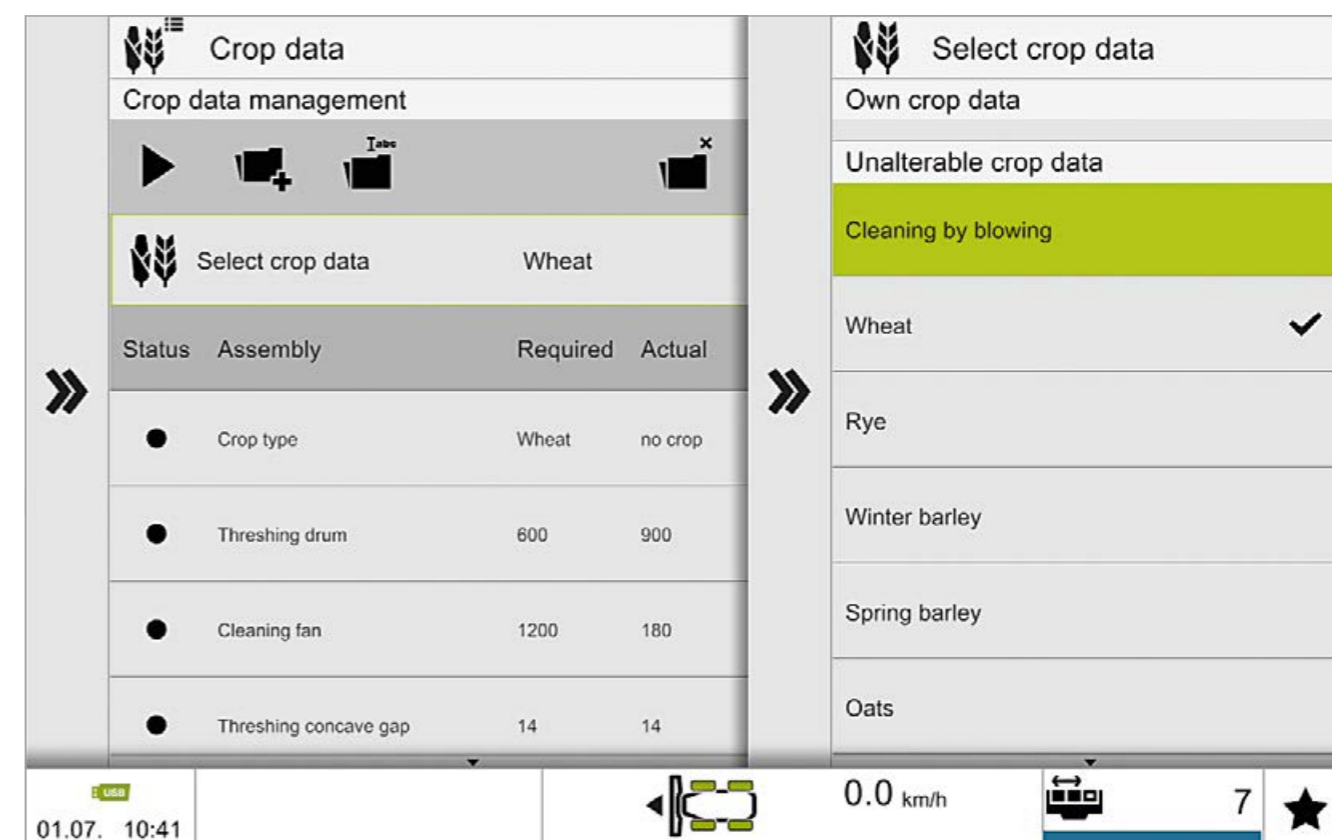 Crop data
Crop data management
Iabc
Select crop data Wheat
Status Assembly Required Actual
Crop type Wheat no crop
Threshing drum 600 900
Cleaning fan 1200 180
Threshing concave gap 14 14
Select crop data
Own crop data
Unalterable crop data
Cleaning by blowing
Wheat
Rye
Winter barley
Spring barley
Oats
USB
01.07. 10:41
0.0 km/h
7